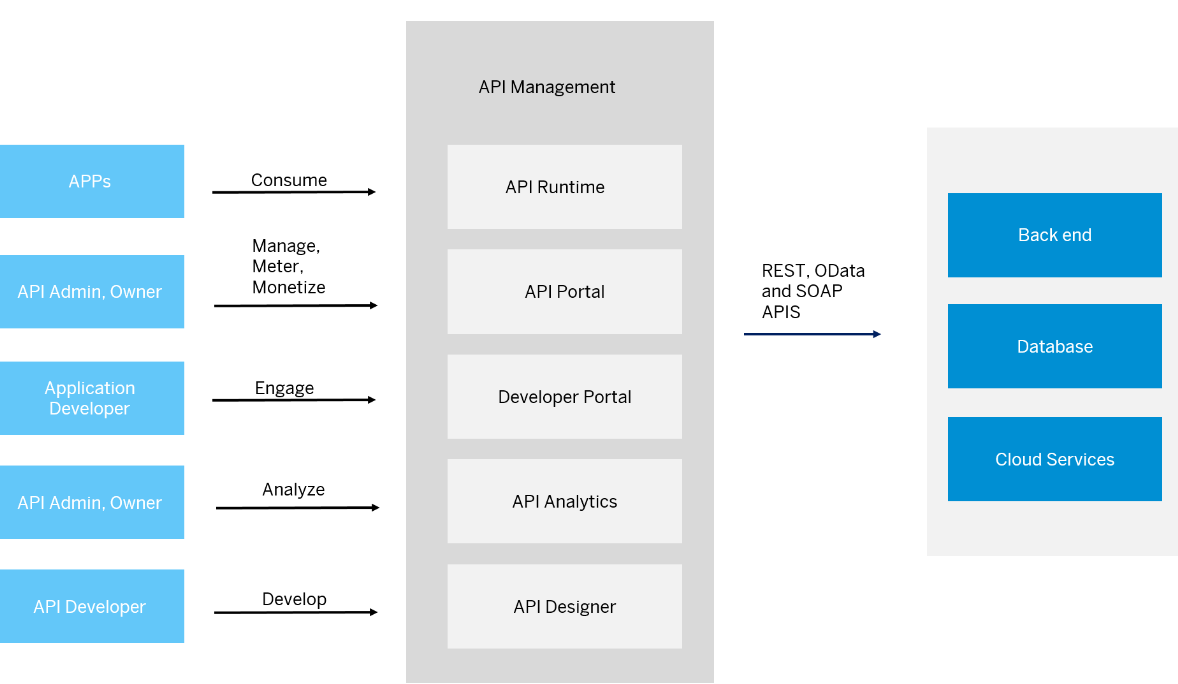 API Management
APPs
Consume
API Runtime
API Admin, Owner
Manage,
Meter,
Monetize
API Portal
Application
Developer
Engage
Developer Portal
API Admin, Owner
Analyze
API Analytics
API Developer
Develop
API Designer
REST, OData
and SOAP
APIS
Back end
Database
Cloud Services